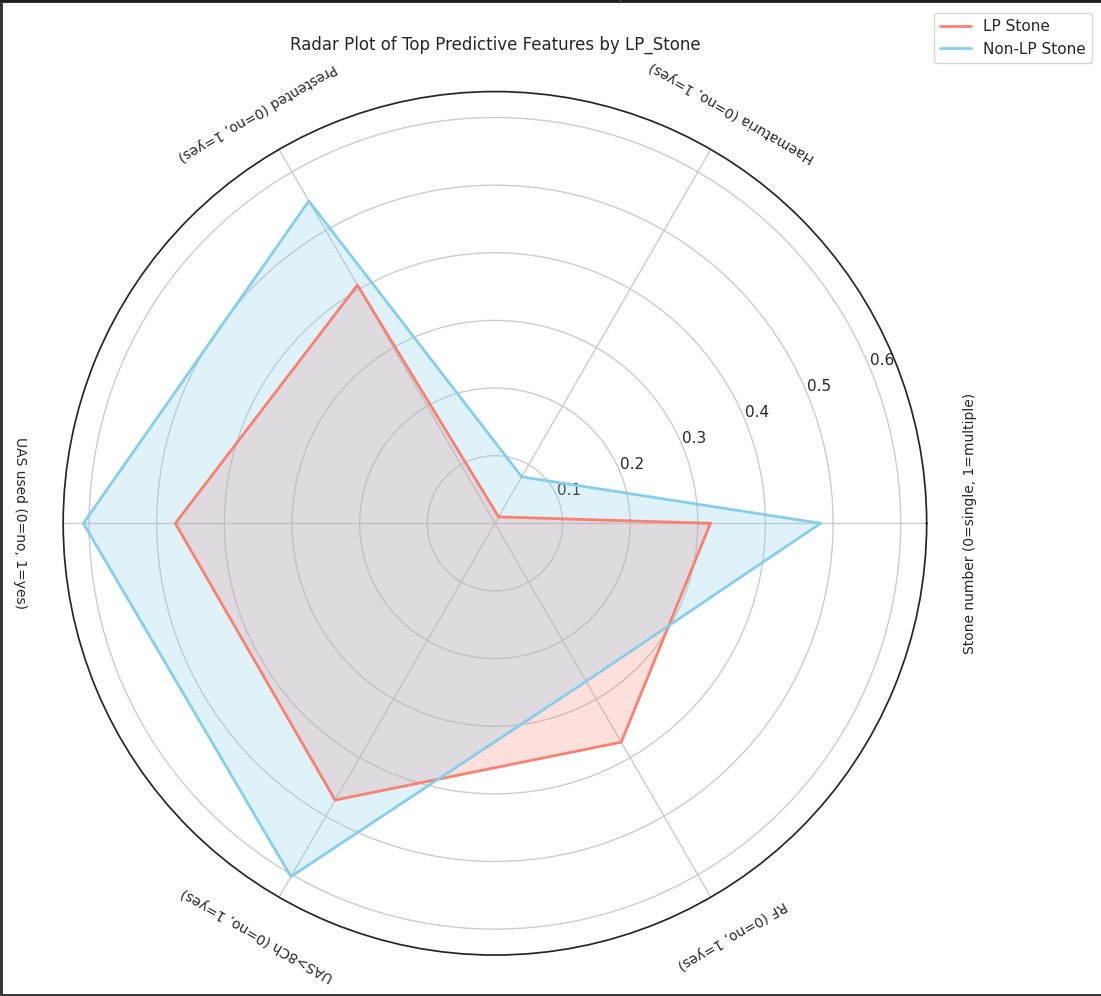 LP Stone
Non-LP Stone
Radar Plot of Top Predictive Features by LP_Stone
Prestented (0=no, 1=yes)
Haematuria (0=no, 1=yes)
0.6
0.5
0.4
0.3
0.2
0.1
Stone number (0=single, 1=multiple)
UAS used (0=no, 1=yes)
UAS>8Ch (0=no, 1=yes)
RF (0=no, 1=yes)